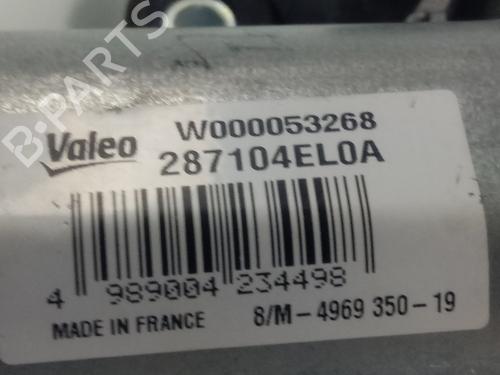 B-PARTS
Valeo
W000053268
287104EL0A
4 989004 234498
MADE IN FRANCE
8/M-4969 350-19